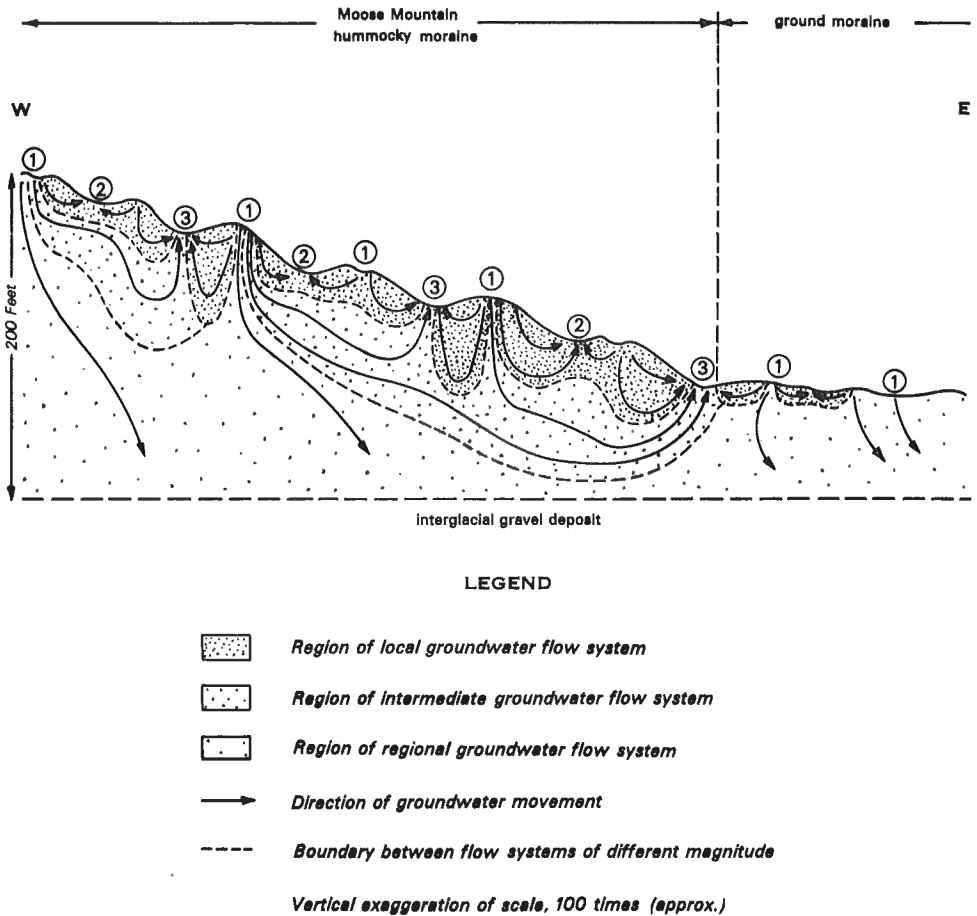 Moose Mountain
hummocky moraine
ground moraine
W
E
①
②
③
①
②
①
③
①
②
③
①
①
200 Feet
interglacial gravel deposit
LEGEND
Region of local groundwater flow system
Region of intermediate groundwater flow system
Region of regional groundwater flow system
Direction of groundwater movement
Boundary between flow systems of different magnitude
Vertical exaggeration of scale, 100 times (approx.)